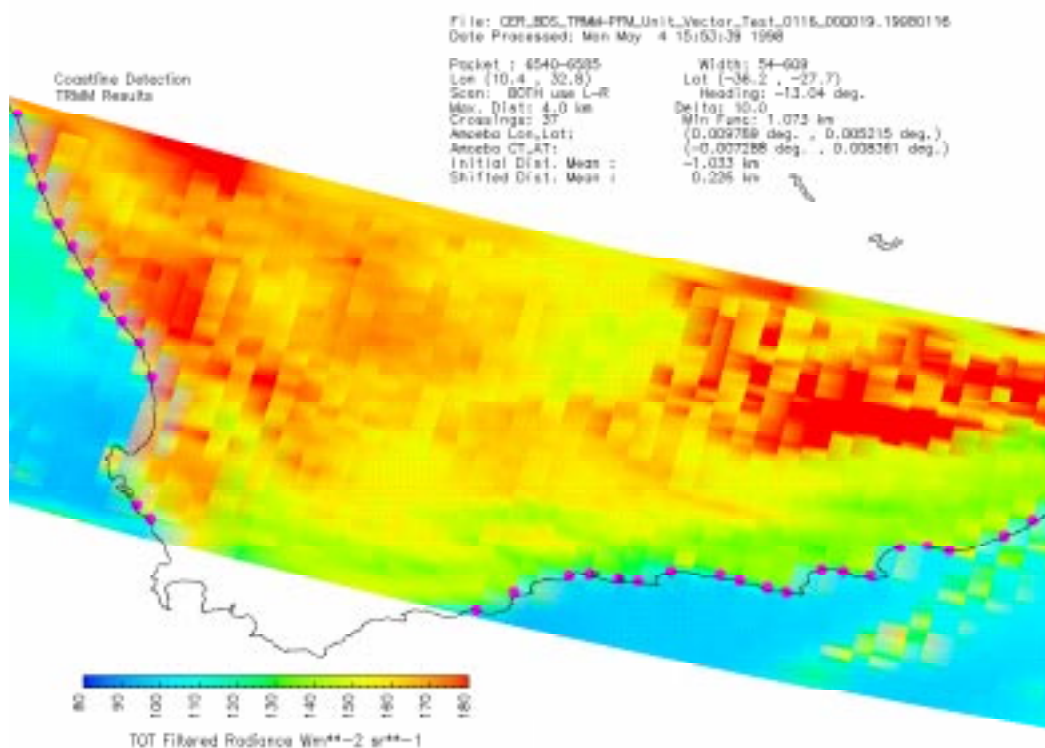 File: CER_BDS_TRMM-PFM_Unit_Vector_Test_0116_000019.19980116
Date Processed: Mon May 4 15:53:39 1998
Packet : 6540-6585 Width: 54-609
Lon (10.4 , 32.8) Lat (-36.2 , -27.7)
Scan: BOTH use L-R Heading: -13.04 deg.
Max. Dist: 4.0 km Delta: 10.0
Crossings: 37 Min Func: 1.073 km
Amoeba Lon,Lat: (0.009769 deg. , 0.005215 deg.)
Amoeba CT,AT: (-0.007288 deg. , 0.008361 deg.)
Initial Dist. Mean : -1.033 km
Shifted Dist. Mean : 0.226 km
Coastline Detection
TRMM Results
80 90 100 110 120 130 140 150 160 170 180
TOT Filtered Radiance Wm**-2 sr**-1